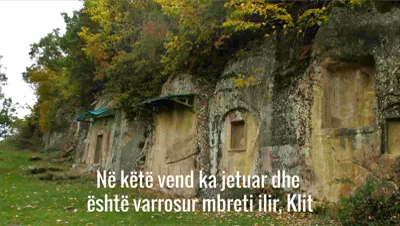 Në këtë vend ka jetuar dhe
është varrosur mbreti ilir, Klit